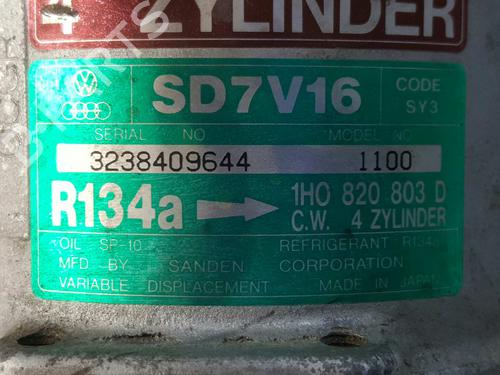 4 ZYLINDER
SD7V16
CODE
SY3
SERIAL NO.
MODEL NO
3238409644
1100
R134a
1H0 820 803 D
C.W. 4 ZYLINDER
OIL SP-10
REFRIGERANT R134a
MFD BY SANDEN CORPORATION
VARIABLE DISPLACEMENT
MADE IN JAPAN